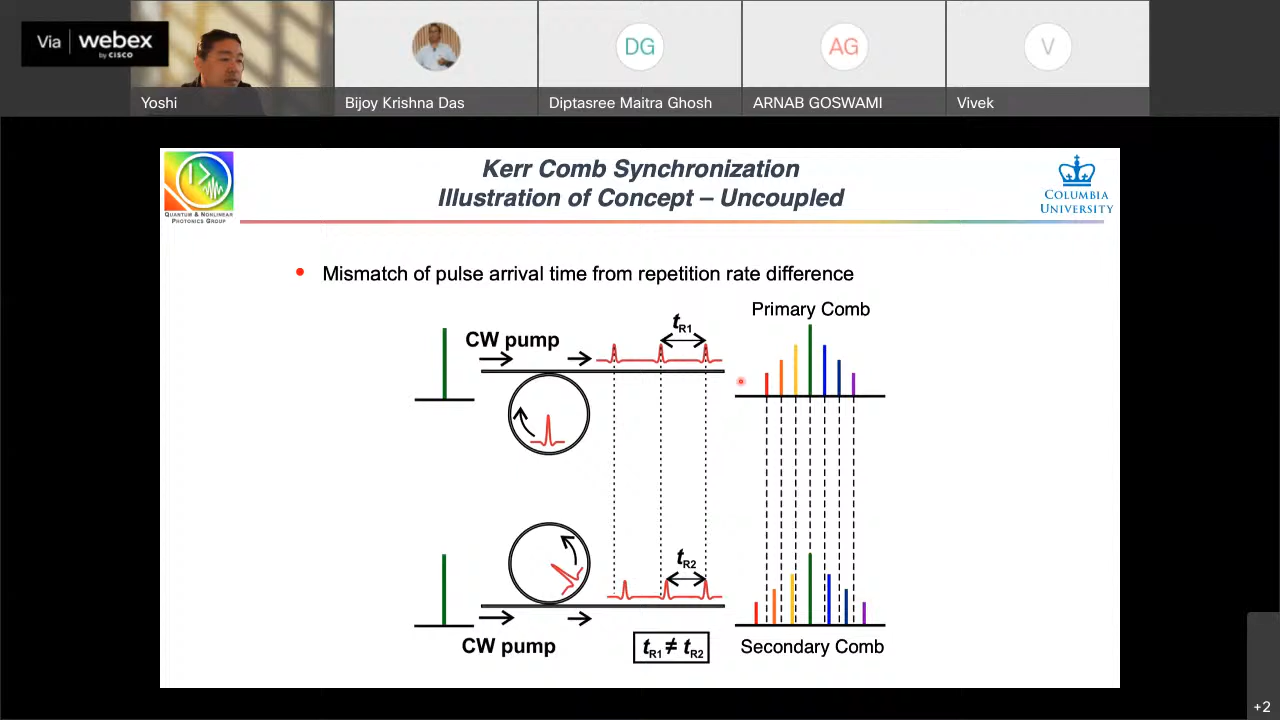 Via webex
by CISCO
DG
AG
V
Yoshi
Bijoy Krishna Das
Diptasree Maitra Ghosh
ARNAB GOSWAMI
Vivek
Kerr Comb Synchronization
Illustration of Concept – Uncoupled
QUANTUM & NONLINEAR
PHOTONICS GROUP
COLUMBIA
UNIVERSITY
• Mismatch of pulse arrival time from repetition rate difference
Primary Comb
tR1
CW pump
tR2
CW pump
tR1 ≠ tR2
Secondary Comb
+2